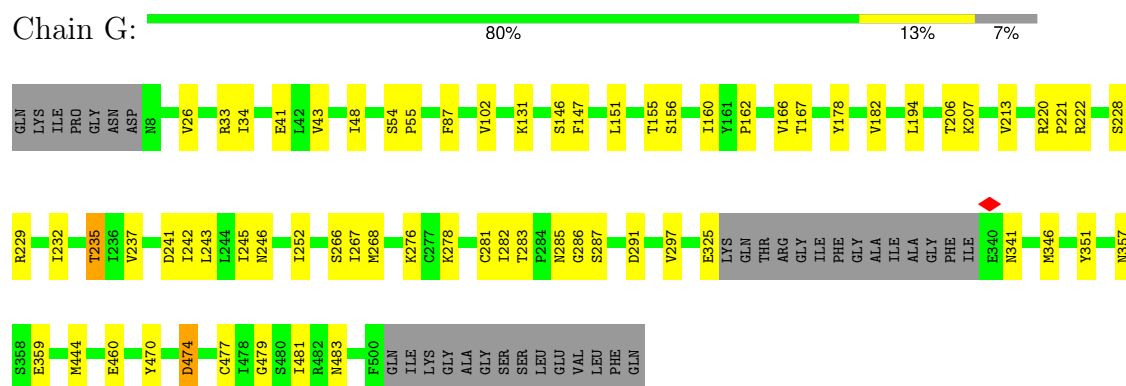 Chain G:
80% 13% 7%
GLN LYS ILE PRO GLY ASN ASP N8 V26 R33 I34 E41 L42 V43 I48 S54 P55 F87 V102 K131 S146 F147 L151 T155 S156 I160 Y161 P162 V166 T167 Y178 V182 L194 T206 K207 V213 R220 P221 R222 S228
R229 I232 T235 I236 V237 D241 I242 L243 L244 I245 N246 I252 S266 I267 M268 K276 C277 K278 C281 I282 T283 P284 N285 G286 S287 D291 V297 E325 LYS GLN THR ARG GLY ILE PHE GLY ALA ILE ALA GLY PHE ILE E340 N341 M346 Y351 N357
S358 E359 M444 E460 Y470 D474 C477 I478 G479 S480 I481 R482 N483 F500 GLN ILE LYS GLY ALA GLY SER SER LEU GLU VAL LEU PHE GLN